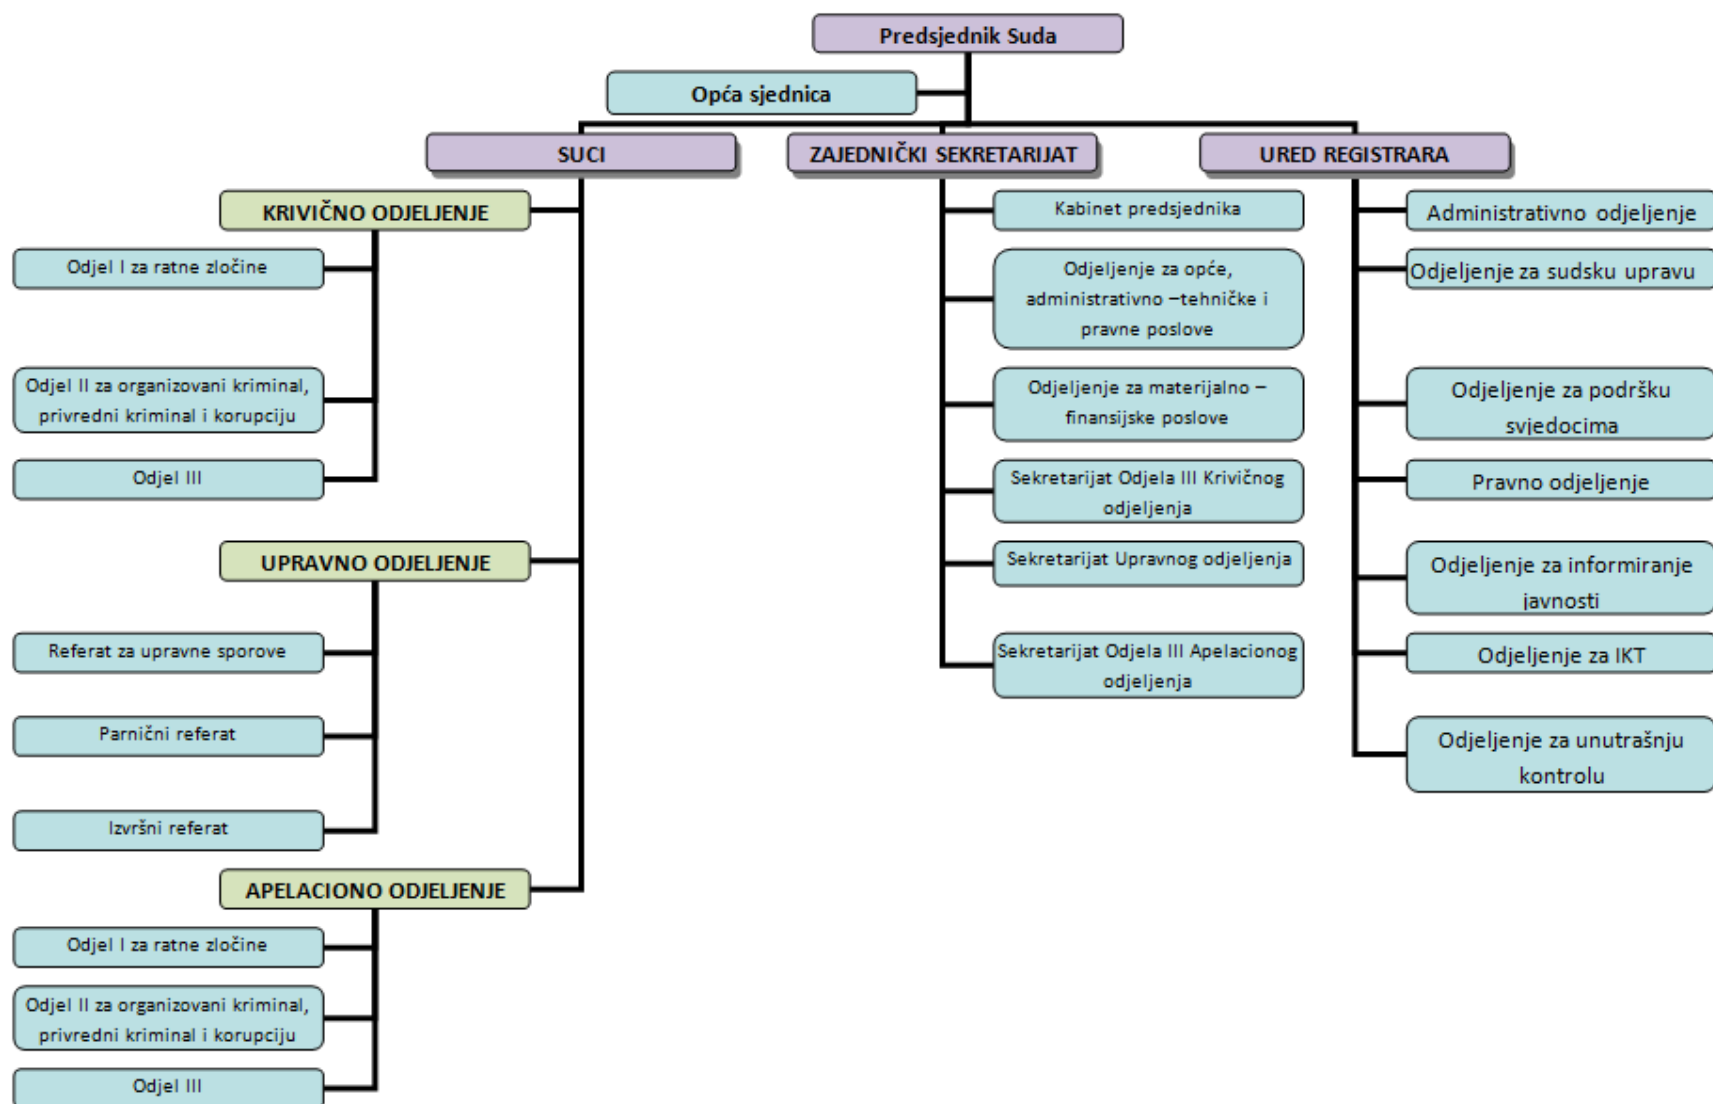 Predsjednik Suda
Opća sjednica
SUCI
KRIVIČNO ODJELJENJE
Odjel I za ratne zločine
Odjel II za organizovani kriminal,
privredni kriminal i korupciju
Odjel III
UPRAVNO ODJELJENJE
Referat za upravne sporove
Parnični referat
Izvršni referat
APELACIONO ODJELJENJE
Odjel I za ratne zločine
Odjel II za organizovani kriminal,
privredni kriminal i korupciju
Odjel III
ZAJEDNIČKI SEKRETARIJAT
Kabinet predsjednika
Odjeljenje za opće,
administrativno –tehničke i
pravne poslove
Odjeljenje za materijalno –
finansijske poslove
Sekretarijat Odjela III Krivičnog
odjeljenja
Sekretarijat Upravnog odjeljenja
Sekretarijat Odjela III Apelacionog
odjeljenja
URED REGISTRARA
Administrativno odjeljenje
Odjeljenje za sudsku upravu
Odjeljenje za podršku
svjedocima
Pravno odjeljenje
Odjeljenje za informiranje
javnosti
Odjeljenje za IKT
Odjeljenje za unutrašnju
kontrolu